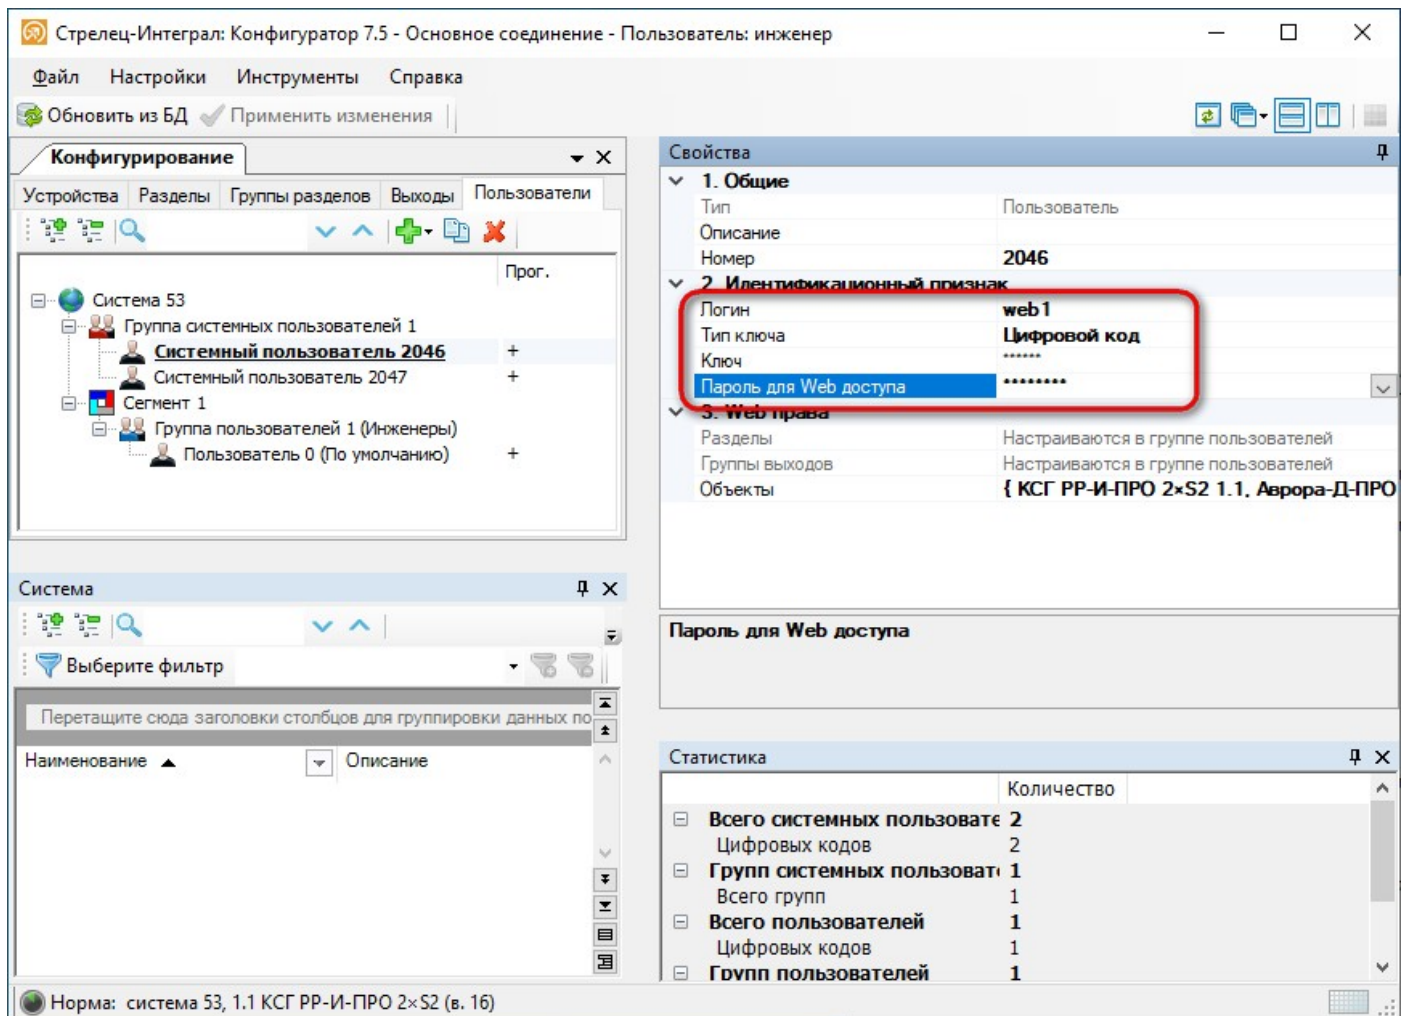 Стрелец-Интеграл: Конфигуратор 7.5 - Основное соединение - Пользователь: инженер
Файл Настройки Инструменты Справка
Обновить из БД Применить изменения
Конфигурирование
Устройства Разделы Группы разделов Выходы Пользователи
Прог.
Система 53
Группа системных пользователей 1
Системный пользователь 2046 +
Системный пользователь 2047 +
Сегмент 1
Группа пользователей 1 (Инженеры)
Пользователь 0 (По умолчанию) +
Система
Выберите фильтр
Перетащите сюда заголовки столбцов для группировки данных по
Наименование Описание
Свойства
1. Общие
Тип Пользователь
Описание
Номер 2046
2. Идентификационный признак
Логин web1
Тип ключа Цифровой код
Ключ ******
Пароль для Web доступа ********
3. Web права
Разделы Настраиваются в группе пользователей
Группы выходов Настраиваются в группе пользователей
Объекты { КСГ РР-И-ПРО 2×S2 1.1, Аврора-Д-ПРО
Пароль для Web доступа
Статистика
Количество
Всего системных пользовате 2
Цифровых кодов 2
Групп системных пользоват 1
Всего групп 1
Всего пользователей 1
Цифровых кодов 1
Групп пользователей 1
Норма: система 53, 1.1 КСГ РР-И-ПРО 2×S2 (в. 16)